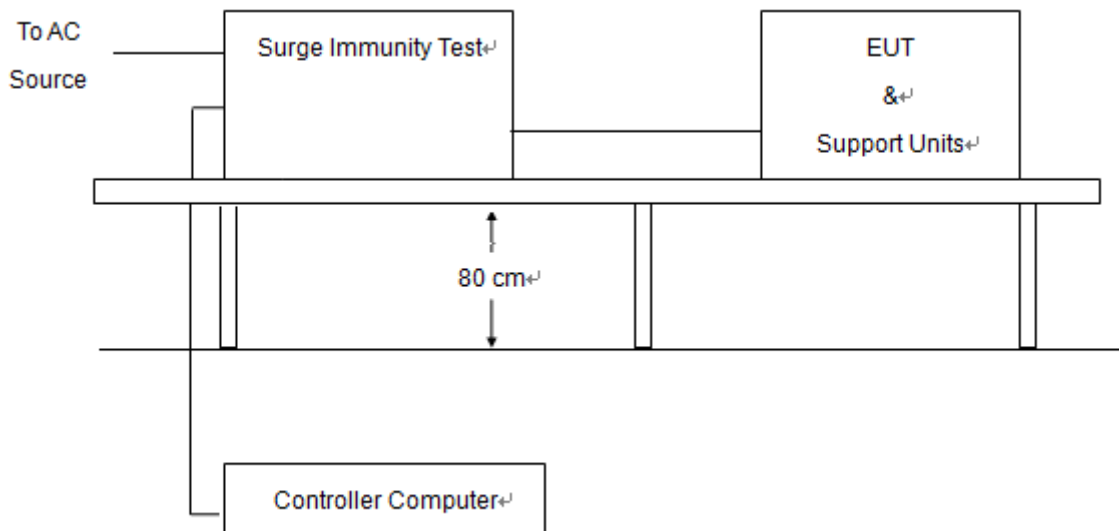 To AC
Source
Surge Immunity Test↵
EUT
&↵
Support Units↵
80 cm↵
Controller Computer↵